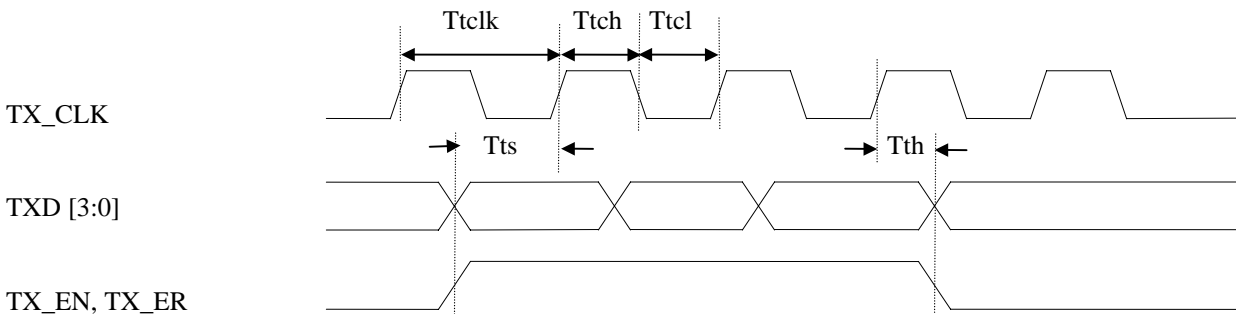 Ttclk Ttch Ttcl
TX_CLK
Tts Tth
TXD [3:0]
TX_EN, TX_ER